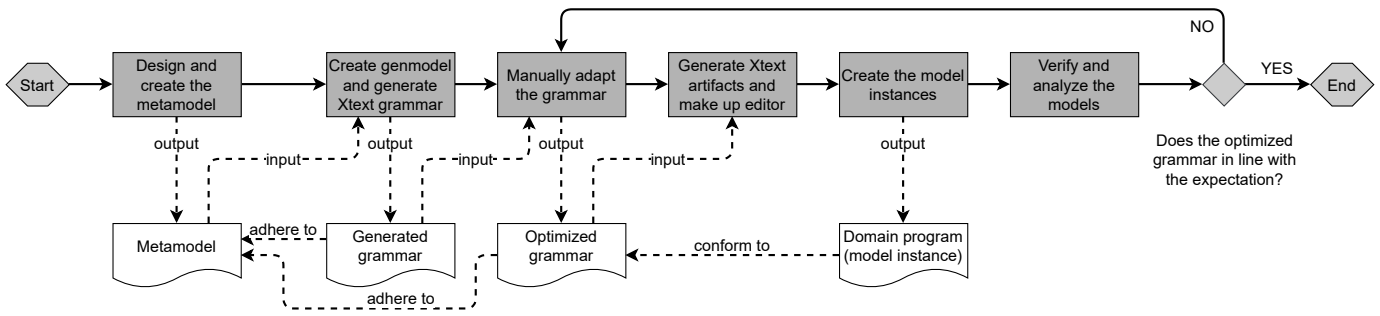 NO
Start
Design and
create the
metamodel
Create genmodel
and generate
Xtext grammar
Manually adapt
the grammar
Generate Xtext
artifacts and
make up editor
Create the model
instances
Verify and
analyze the
models
YES
End
output
input
output
input
output
input
output
Does the optimized
grammar in line with
the expectation?
Metamodel
adhere to
Generated
grammar
Optimized
grammar
conform to
Domain program
(model instance)
adhere to